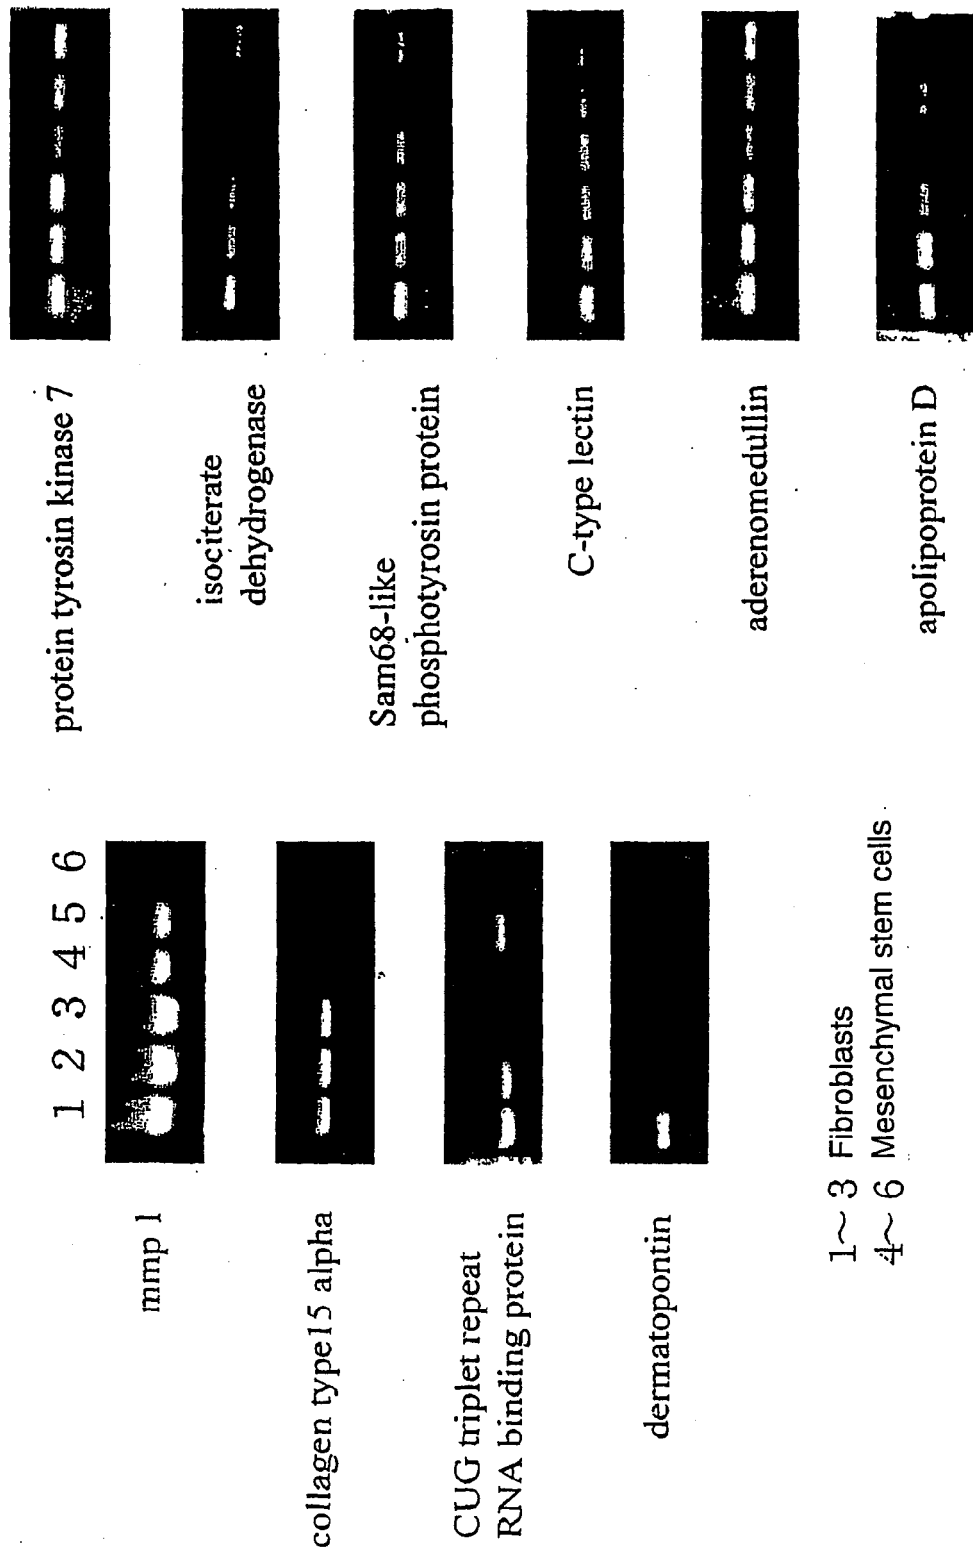 1 2 3 4 5 6
mmp 1
collagen type15 alpha
CUG triplet repeat
RNA binding protein
dermatopontin
1~3 Fibroblasts
4~6 Mesenchymal stem cells
protein tyrosin kinase 7
isociterate
dehydrogenase
Sam68-like
phosphotyrosin protein
C-type lectin
aderenomedullin
apolipoprotein D